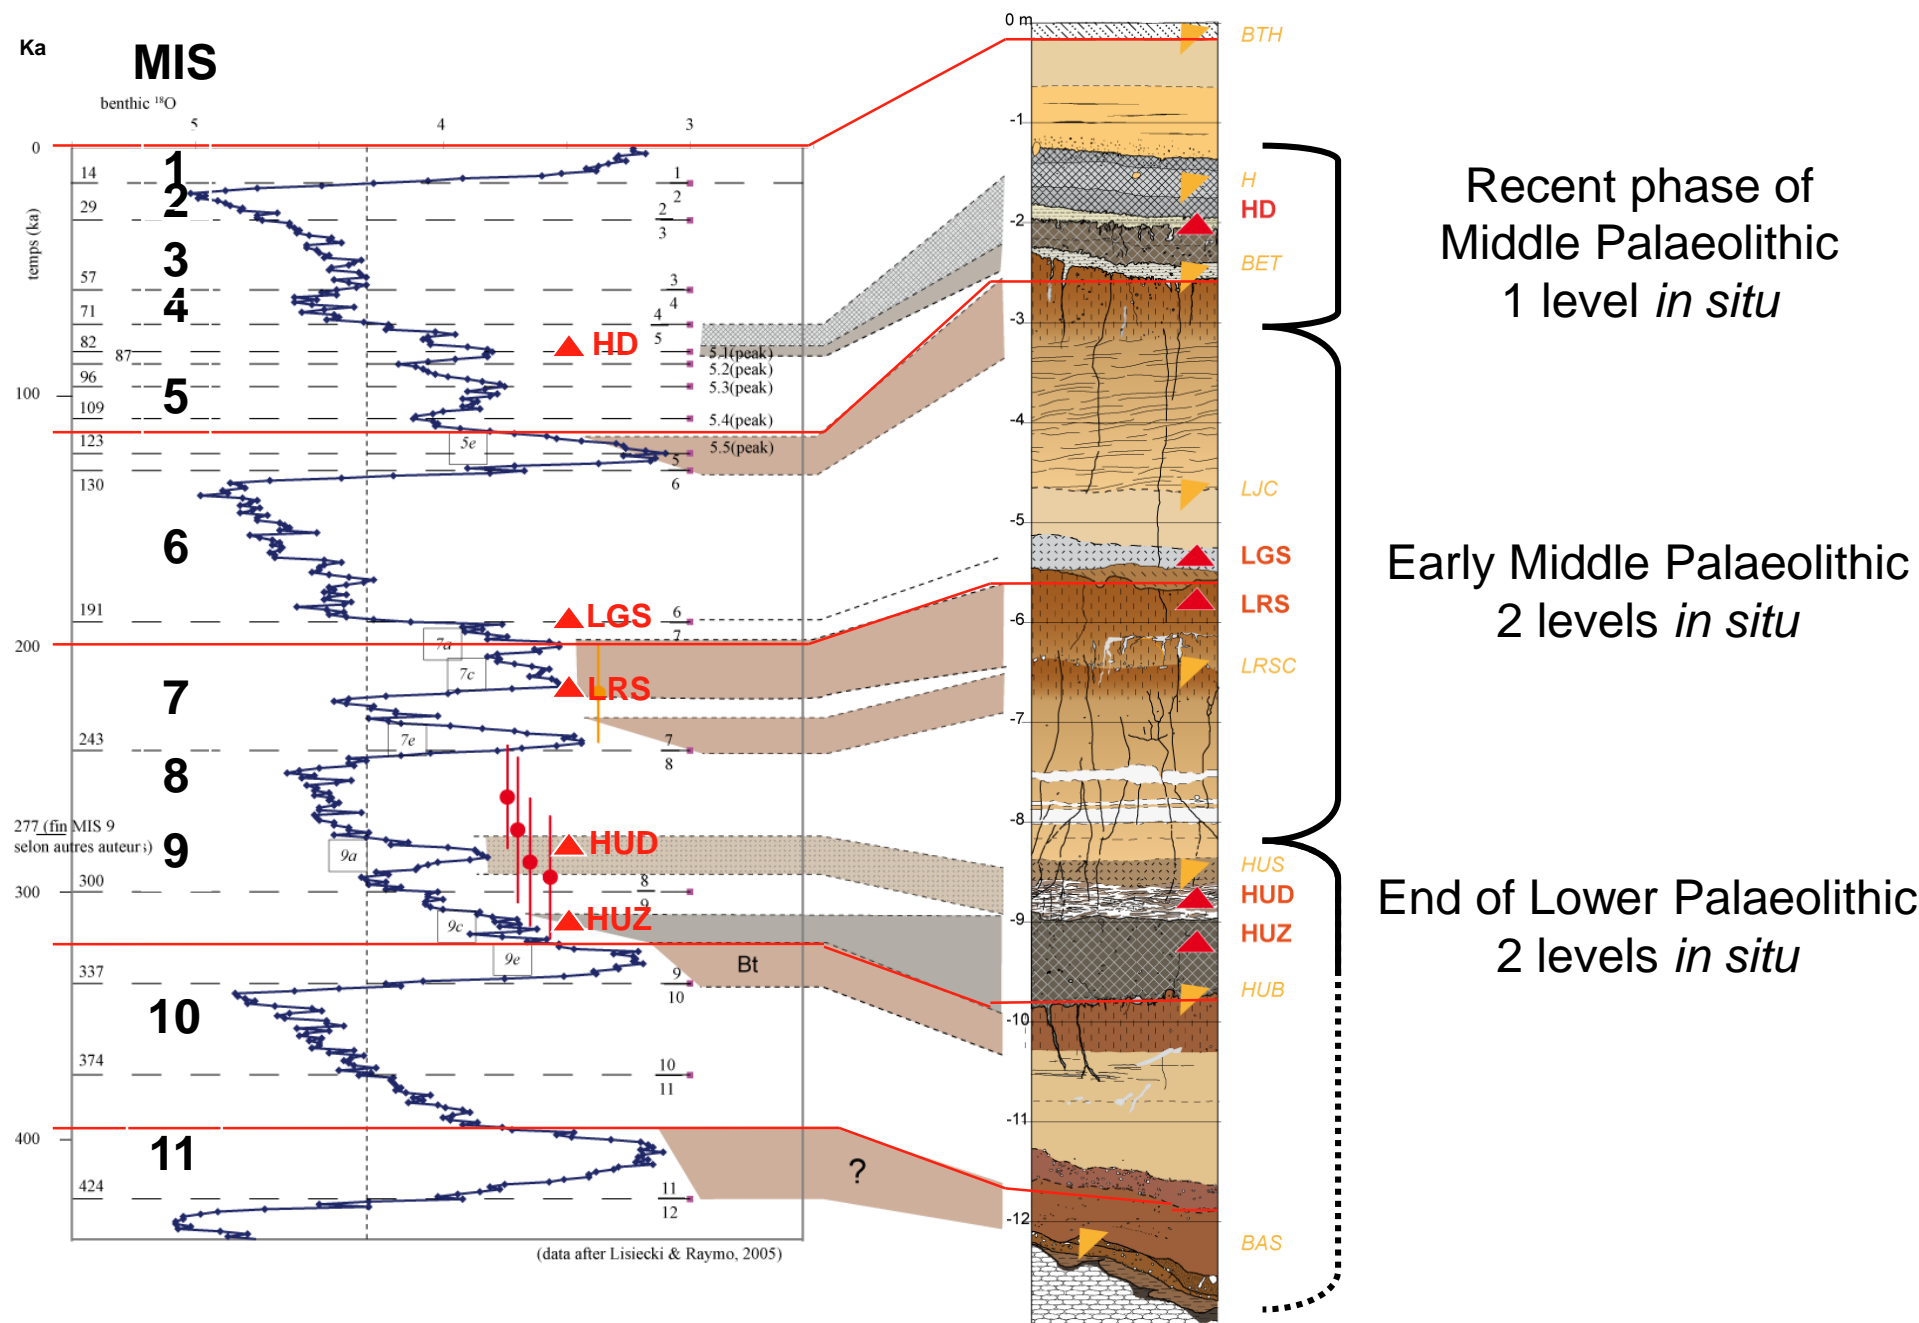 Ka
MIS
benthic ¹⁸O
5
4
3
temps (ka)
0
100
200
300
400
14
29
57
71
82
87
96
109
123
130
191
243
277 (fin MIS 9
selon autres auteurs)
300
337
374
424
1
2
3
4
5
6
7
8
9
10
11
5e
7a
7c
7e
9a
9c
9e
1
2
2
3
3
4
4
5
5.1(peak)
5.2(peak)
5.3(peak)
5.4(peak)
5.5(peak)
5
6
6
7
7
8
8
9
9
10
10
11
11
12
HD
LGS
LRS
HUD
HUZ
Bt
?
(data after Lisiecki & Raymo, 2005)
0 m
-1
-2
-3
-4
-5
-6
-7
-8
-9
-10
-11
-12
BTH
H
HD
BET
LJC
LGS
LRS
LRSC
HUS
HUD
HUZ
HUB
BAS
Recent phase of
Middle Palaeolithic
1 level in situ
Early Middle Palaeolithic
2 levels in situ
End of Lower Palaeolithic
2 levels in situ